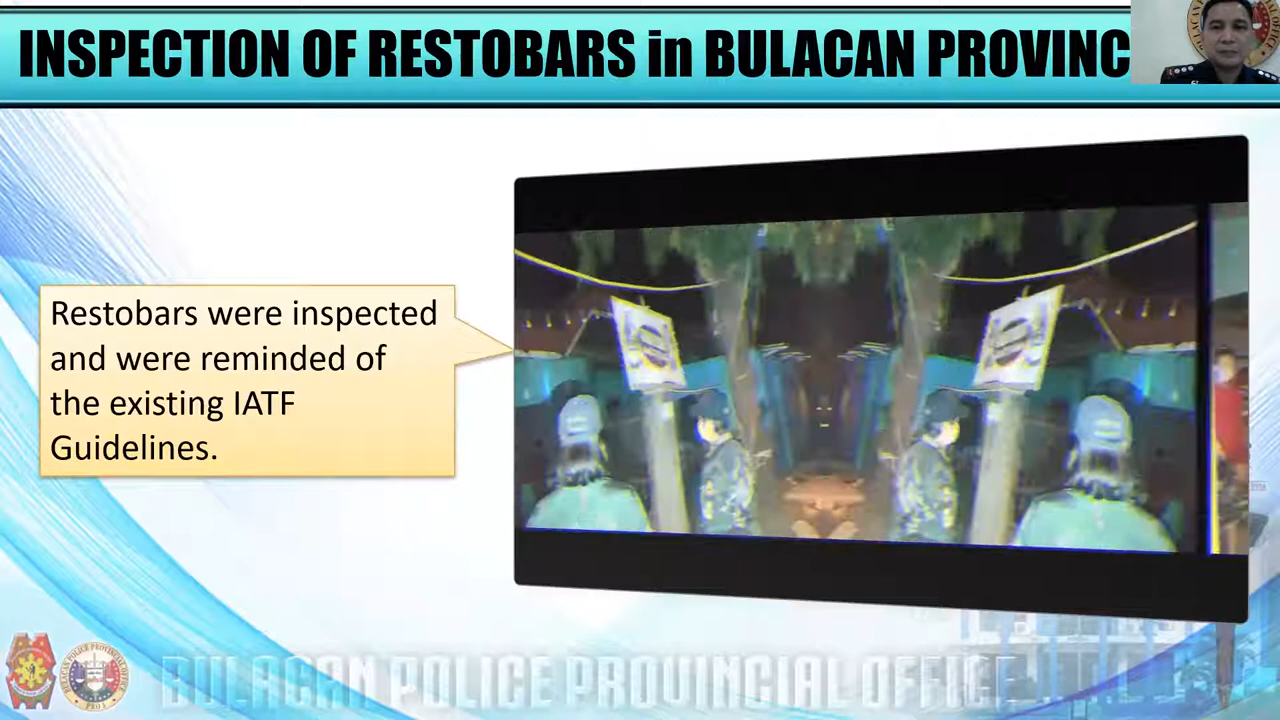 INSPECTION OF RESTOBARS in BULACAN PROVINC
Restobars were inspected
and were reminded of
the existing IATF
Guidelines.
BULACAN POLICE PROVINCIAL OFFICE